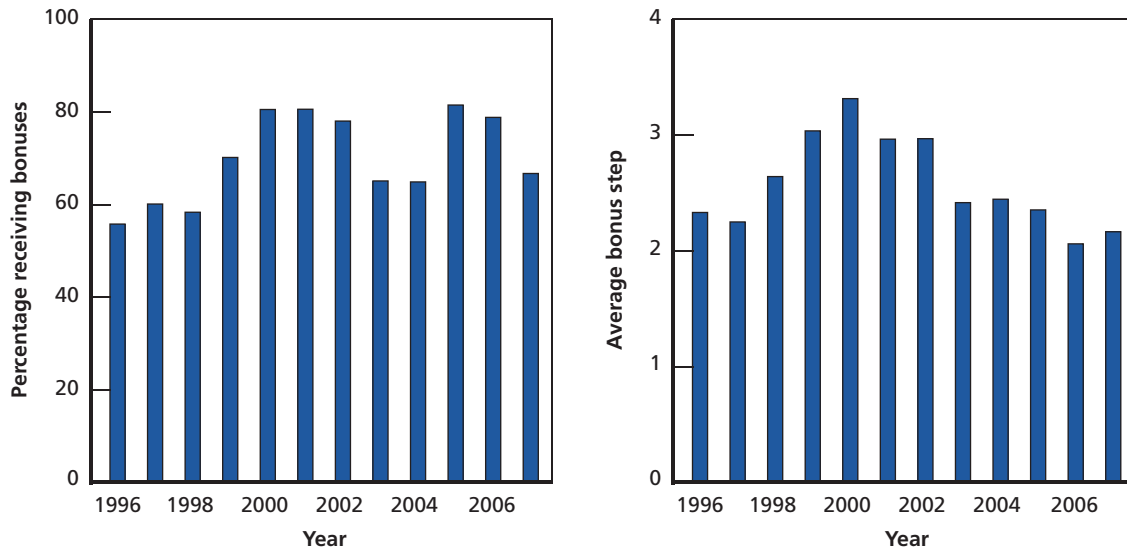 Percentage receiving bonuses
100
80
60
40
20
0
1996 1998 2000 2002 2004 2006
Year
Average bonus step
4
3
2
1
0
1996 1998 2000 2002 2004 2006
Year